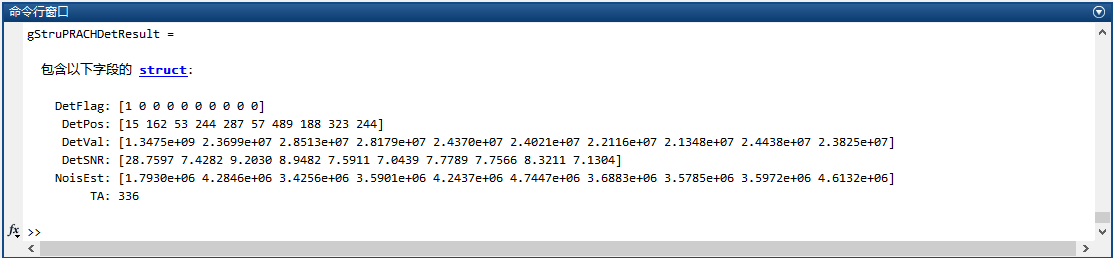 命令行窗口
gStruPRACHDetResult =
包含以下字段的 struct:
DetFlag: [1 0 0 0 0 0 0 0 0 0]
DetPos: [15 162 53 244 287 57 489 188 323 244]
DetVal: [1.3475e+09 2.3699e+07 2.8513e+07 2.8179e+07 2.4370e+07 2.4021e+07 2.2116e+07 2.1348e+07 2.4438e+07 2.3825e+07]
DetSNR: [28.7597 7.4282 9.2030 8.9482 7.5911 7.0439 7.7789 7.7566 8.3211 7.1304]
NoisEst: [1.7930e+06 4.2846e+06 3.4256e+06 3.5901e+06 4.2437e+06 4.7447e+06 3.6883e+06 3.5785e+06 3.5972e+06 4.6132e+06]
TA: 336
fx >>